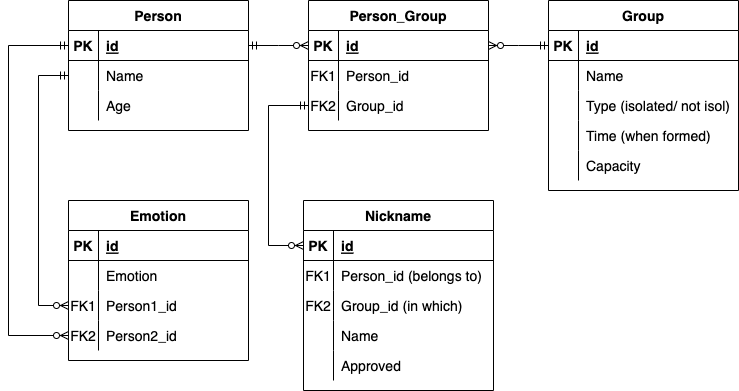 Person
PK id
Name
Age
Person_Group
PK id
FK1 Person_id
FK2 Group_id
Group
PK id
Name
Type (isolated/ not isol)
Time (when formed)
Capacity
Emotion
PK id
Emotion
FK1 Person1_id
FK2 Person2_id
Nickname
PK id
FK1 Person_id (belongs to)
FK2 Group_id (in which)
Name
Approved